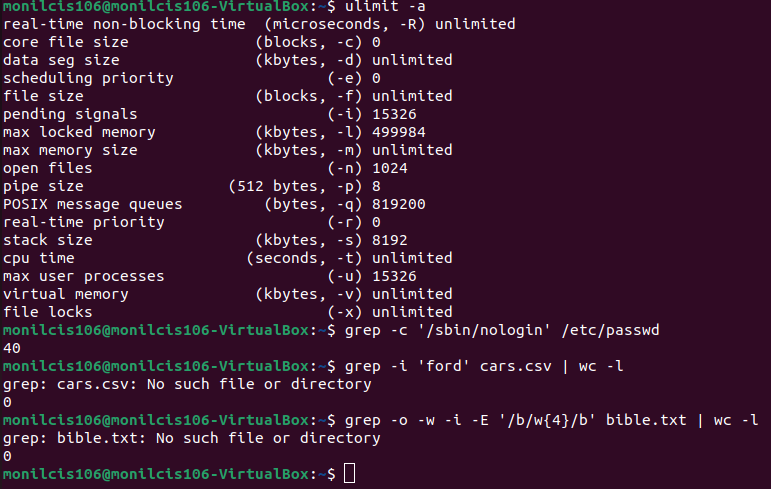 monilcis106@monilcis106-VirtualBox:~$ ulimit -a
real-time non-blocking time  (microseconds, -R) unlimited
core file size              (blocks, -c) 0
data seg size               (kbytes, -d) unlimited
scheduling priority                 (-e) 0
file size                   (blocks, -f) unlimited
pending signals                     (-i) 15326
max locked memory           (kbytes, -l) 499984
max memory size             (kbytes, -m) unlimited
open files                          (-n) 1024
pipe size                (512 bytes, -p) 8
POSIX message queues         (bytes, -q) 819200
real-time priority                  (-r) 0
stack size                  (kbytes, -s) 8192
cpu time                   (seconds, -t) unlimited
max user processes                  (-u) 15326
virtual memory              (kbytes, -v) unlimited
file locks                          (-x) unlimited
monilcis106@monilcis106-VirtualBox:~$ grep -c '/sbin/nologin' /etc/passwd
40
monilcis106@monilcis106-VirtualBox:~$ grep -i 'ford' cars.csv | wc -l
grep: cars.csv: No such file or directory
0
monilcis106@monilcis106-VirtualBox:~$ grep -o -w -i -E '/b/w{4}/b' bible.txt | wc -l
grep: bible.txt: No such file or directory
0
monilcis106@monilcis106-VirtualBox:~$